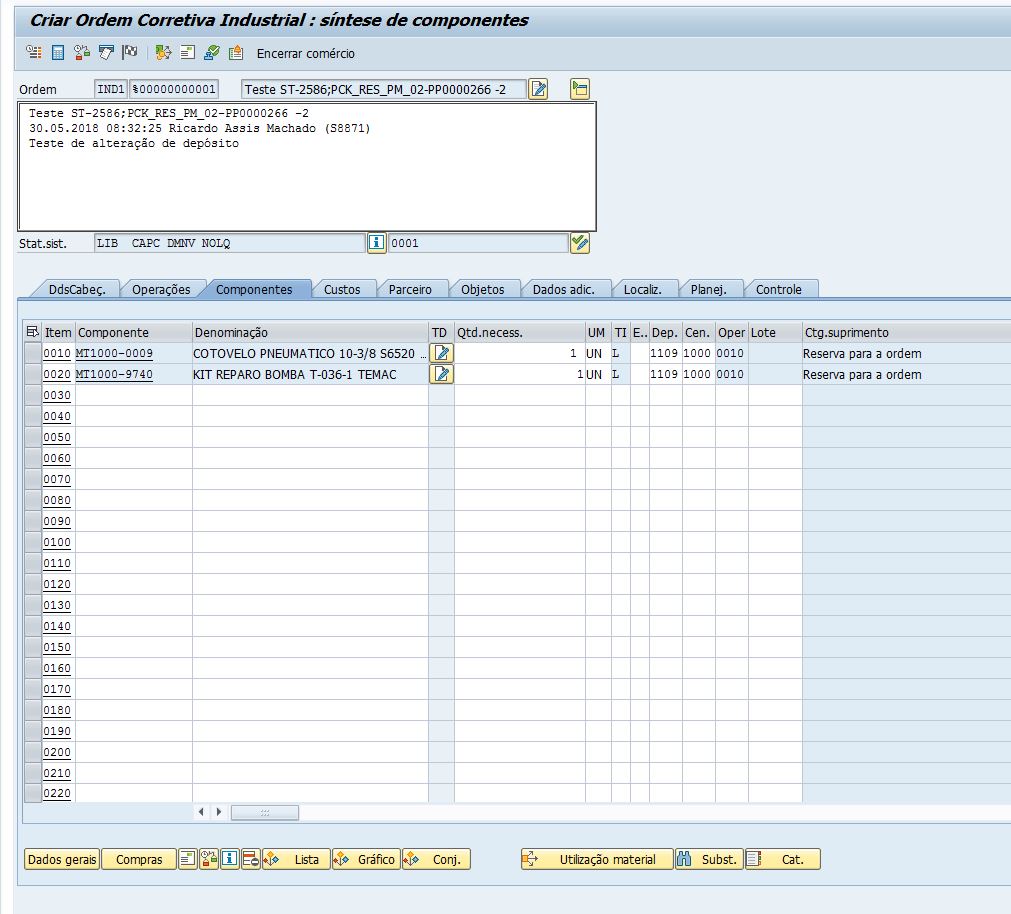 Criar Ordem Corretiva Industrial : síntese de componentes
Encerrar comércio
Ordem IND1 %00000000001 Teste ST-2586;PCK_RES_PM_02-PP0000266 -2
Teste ST-2586;PCK_RES_PM_02-PP0000266 -2
30.05.2018 08:32:25 Ricardo Assis Machado (S8871)
Teste de alteração de depósito
Stat.sist. LIB CAPC DMNV NOLQ 0001
DdsCabeç. Operações Componentes Custos Parceiro Objetos Dados adic. Localiz. Planej. Controle
Item Componente Denominação TD Qtd.necess. UM TI E.. Dep. Cen. Oper Lote Ctg.suprimento
0010 MT1000-0009 COTOVELO PNEUMATICO 10-3/8 S6520 ... 1 UN L 1109 1000 0010 Reserva para a ordem
0020 MT1000-9740 KIT REPARO BOMBA T-036-1 TEMAC 1 UN L 1109 1000 0010 Reserva para a ordem
0030
0040
0050
0060
0070
0080
0090
0100
0110
0120
0130
0140
0150
0160
0170
0180
0190
0200
0210
0220
Dados gerais Compras Lista Gráfico Conj. Utilização material Subst. Cat.